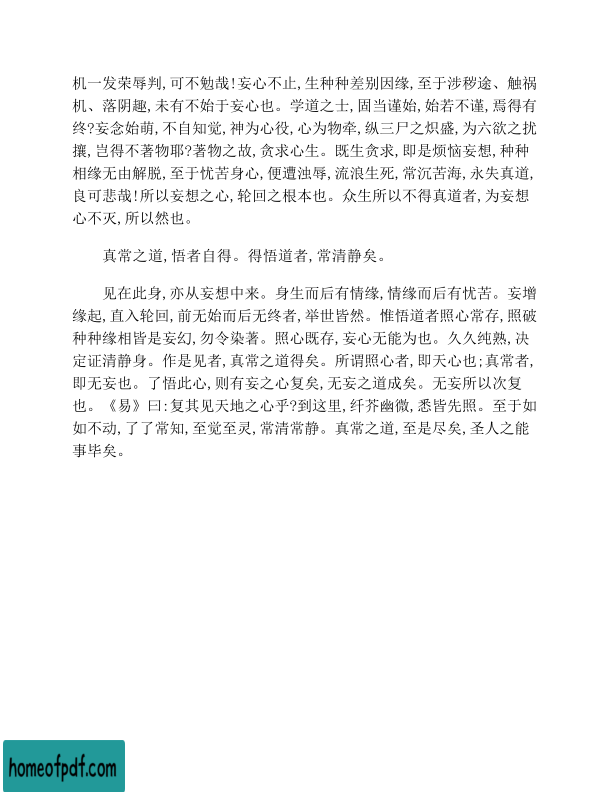 机一发荣辱判,可不勉哉!妄心不止,生种种差别因缘,至于涉秽途、触祸
机、落阴趣,未有不始于妄心也。学道之士,固当谨始,始若不谨,焉得有
终?妄念始萌,不自知觉,神为心役,心为物牵,纵三尸之炽盛,为六欲之扰
攘,岂得不著物耶?著物之故,贪求心生。既生贪求,即是烦恼妄想,种种
相缘无由解脱,至于忧苦身心,便遭浊辱,流浪生死,常沉苦海,永失真道,
良可悲哉!所以妄想之心,轮回之根本也。众生所以不得真道者,为妄想
心不灭,所以然也。
真常之道,悟者自得。得悟道者,常清静矣。
见在此身,亦从妄想中来。身生而后有情缘,情缘而后有忧苦。妄增
缘起,直入轮回,前无始而后无终者,举世皆然。惟悟道者照心常存,照破
种种缘相皆是妄幻,勿令染著。照心既存,妄心无能为也。久久纯熟,决
定证清静身。作是见者,真常之道得矣。所谓照心者,即天心也;真常者,
即无妄也。了悟此心,则有妄之心复矣,无妄之道成矣。无妄所以次复
也。《易》曰:复其见天地之心乎?到这里,纤芥幽微,悉皆先照。至于如
如不动,了了常知,至觉至灵,常清常静。真常之道,至是尽矣,圣人之能
事毕矣。
homeofpdf.com